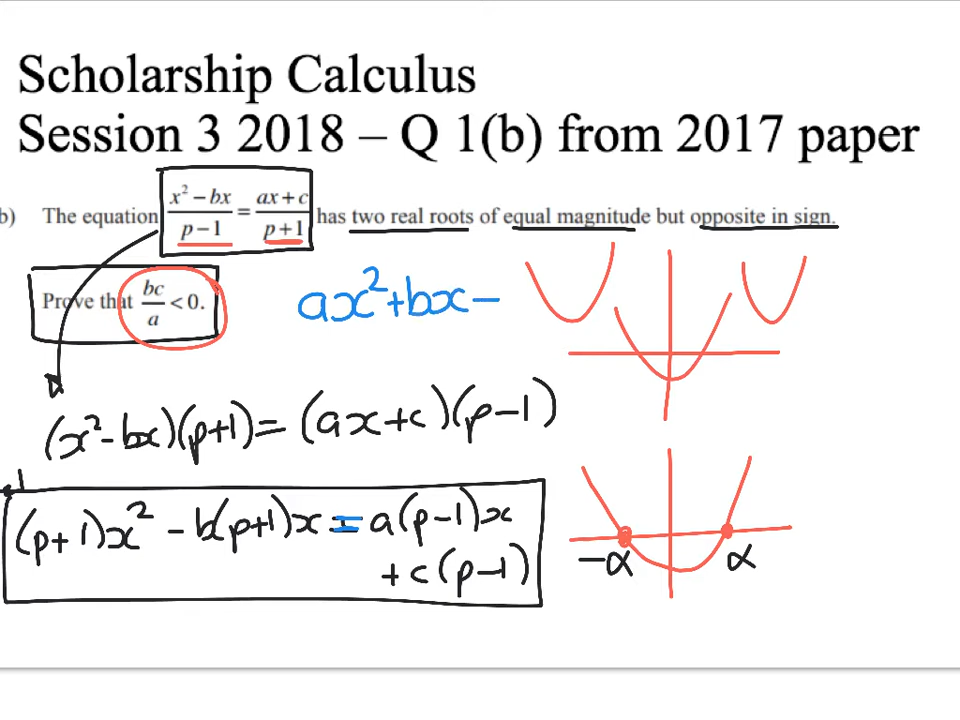 Scholarship Calculus
Session 3 2018 – Q 1(b) from 2017 paper
b) The equation (x² – bx)/(p–1) = (ax+c)/(p+1) has two real roots of equal magnitude but opposite in sign.
Prove that bc/a < 0.
ax²+bx–
(x²-bx)(p+1)=(ax+c)(p-1)
(p+1)x² - b(p+1)x = a(p-1)x
+c(p-1)
-α α